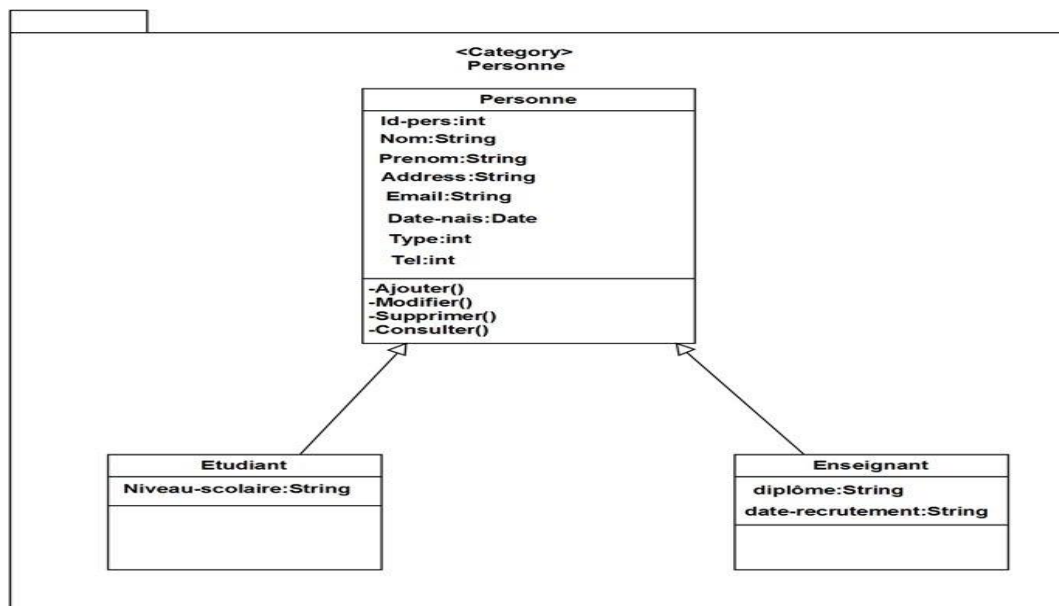 <Category>
Personne
Personne
Id-pers:int
Nom:String
Prenom:String
Address:String
Email:String
Date-nais:Date
Type:int
Tel:int
-Ajouter()
-Modifier()
-Supprimer()
-Consulter()
Etudiant
Niveau-scolaire:String
Enseignant
diplôme:String
date-recrutement:String